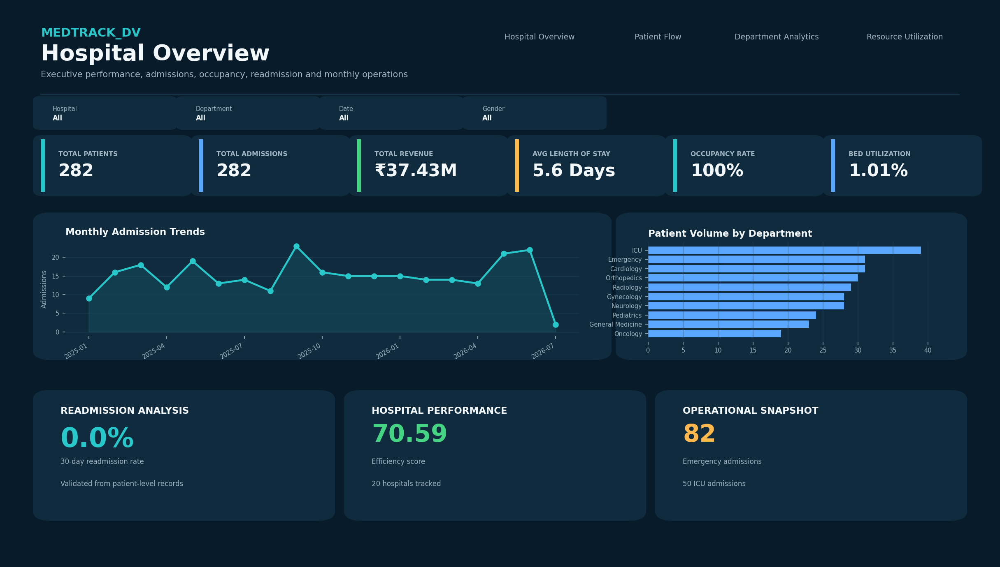 MEDTRACK_DV
Hospital Overview
Executive performance, admissions, occupancy, readmission and monthly operations
Hospital Overview
Patient Flow
Department Analytics
Resource Utilization
Hospital
All
Department
All
Date
All
Gender
All
TOTAL PATIENTS
282
TOTAL ADMISSIONS
282
TOTAL REVENUE
₹37.43M
AVG LENGTH OF STAY
5.6 Days
OCCUPANCY RATE
100%
BED UTILIZATION
1.01%
Monthly Admission Trends
Admissions
20
15
10
5
0
2025-01
2025-04
2025-07
2025-10
2026-01
2026-04
2026-07
Patient Volume by Department
ICU
Emergency
Cardiology
Orthopedics
Radiology
Gynecology
Neurology
Pediatrics
General Medicine
Oncology
0
5
10
15
20
25
30
35
40
READMISSION ANALYSIS
0.0%
30-day readmission rate
Validated from patient-level records
HOSPITAL PERFORMANCE
70.59
Efficiency score
20 hospitals tracked
OPERATIONAL SNAPSHOT
82
Emergency admissions
50 ICU admissions